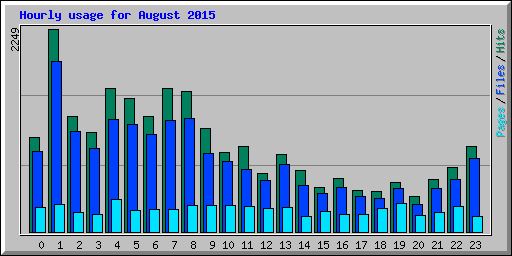 Hourly usage for August 2015
2249
Pages / Files / Hits
0 1 2 3 4 5 6 7 8 9 10 11 12 13 14 15 16 17 18 19 20 21 22 23